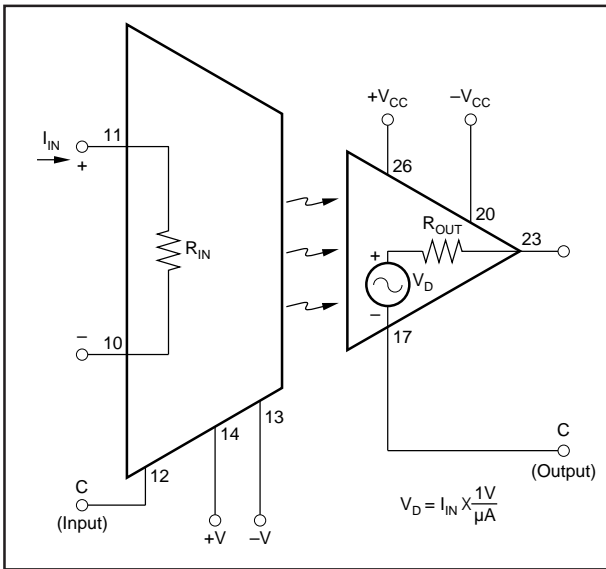 +V_CC
−V_CC
I_IN
11
+
26
20
R_OUT
23
R_IN
+
V_D
−
−
10
17
13
14
12
C
(Input)
+V
−V
C
(Output)
V_D = I_IN X 1V/μA